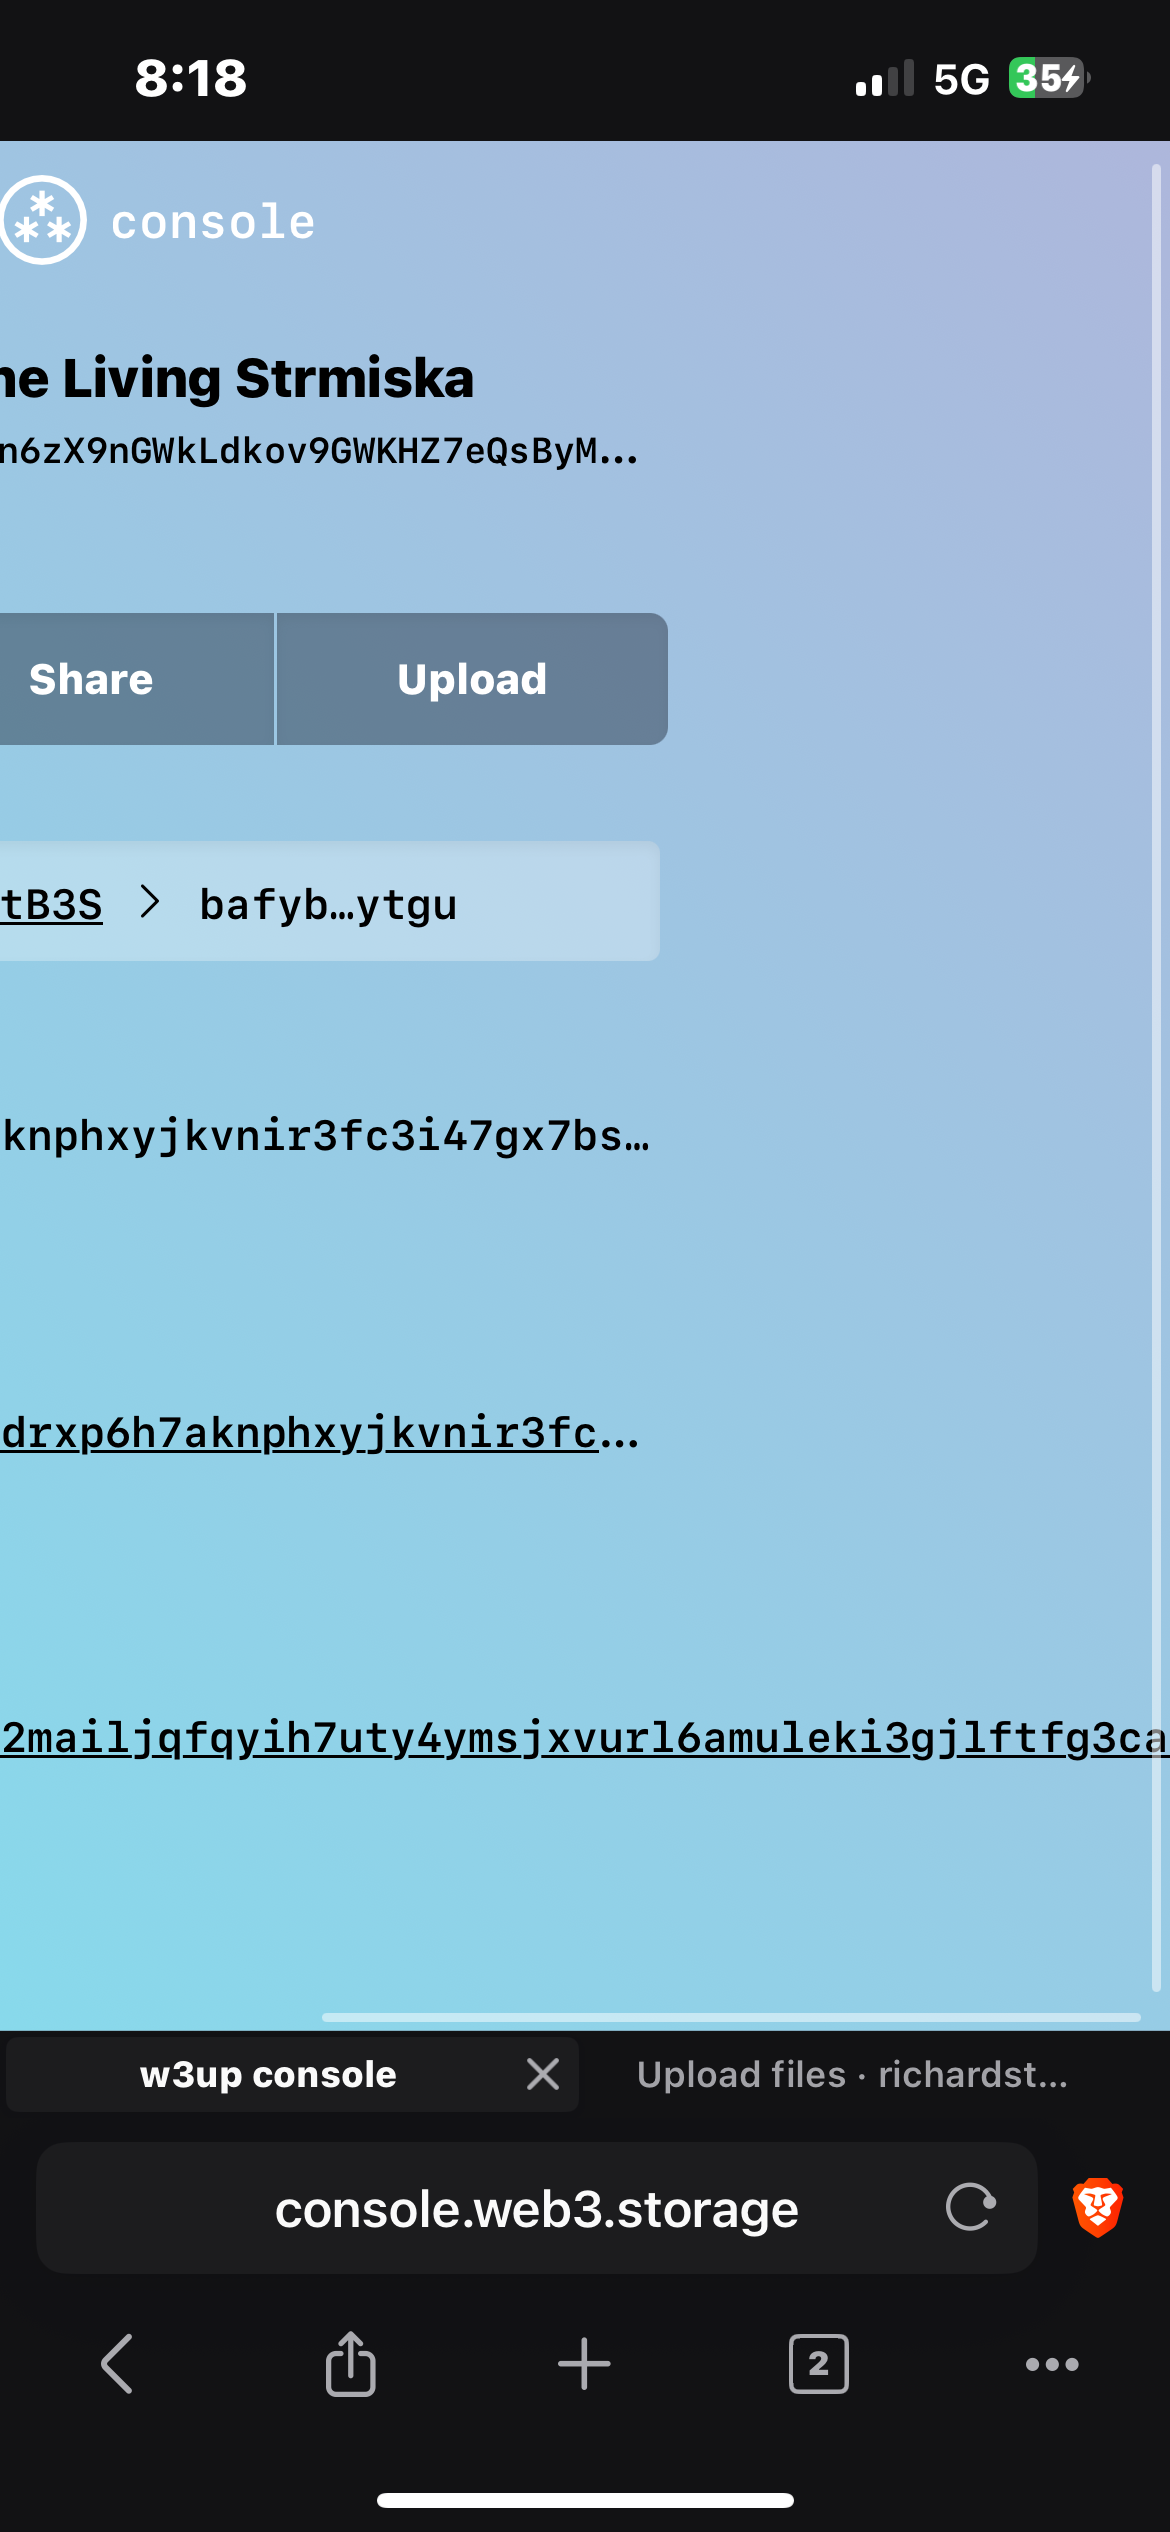 8:18 5G 35
console
he Living Strmiska
n6zX9nGWkLdkov9GWKHZ7eQsByM...
Share Upload
tB3S > bafyb…ytgu
knphxyjkvnir3fc3i47gx7bs…
drxp6h7aknphxyjkvnir3fc...
2mailjqfqyih7uty4ymsjxvurl6amuleki3gjlftfg3ca
w3up console Upload files · richardst...
console.web3.storage
2